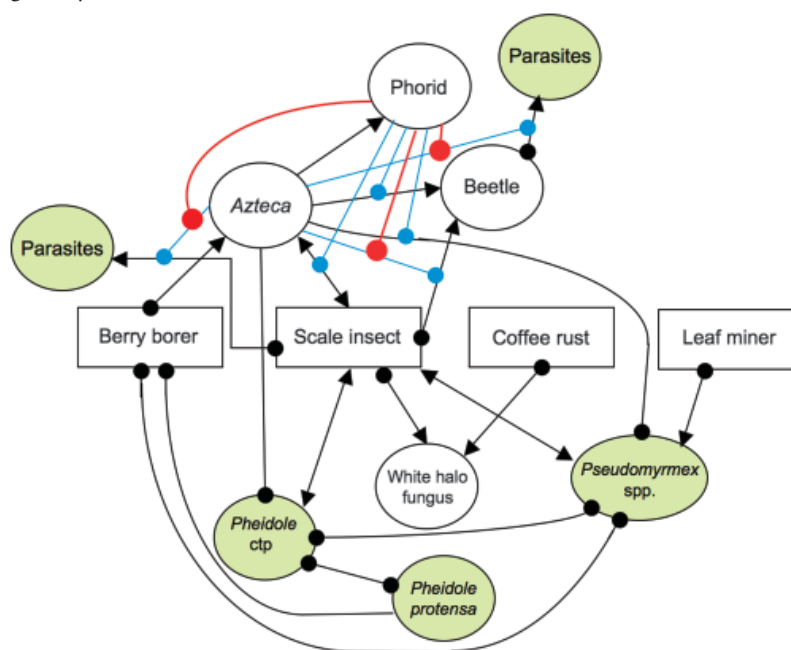 Parasites
Phorid
Beetle
Azteca
Parasites
Berry borer
Scale insect
Coffee rust
Leaf miner
White halo
fungus
Pseudomyrmex
spp.
Pheidole
ctp
Pheidole
protensa